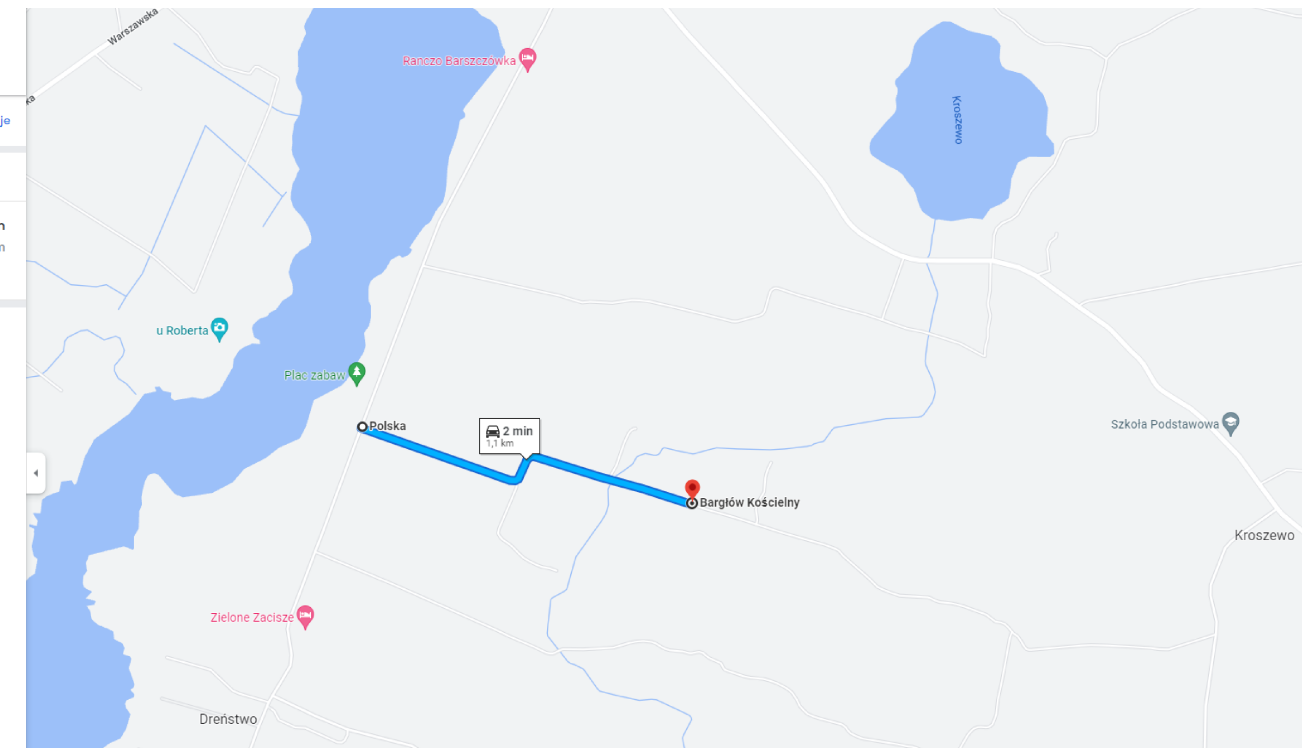 Warszawska
Ranczo Barszczówka
ka
je
Kroszewo
n
m
u Roberta
Plac zabaw
Polska
2 min
1,1 km
Szkoła Podstawowa
Bargłów Kościelny
Kroszewo
Zielone Zacisze
Dreństwo